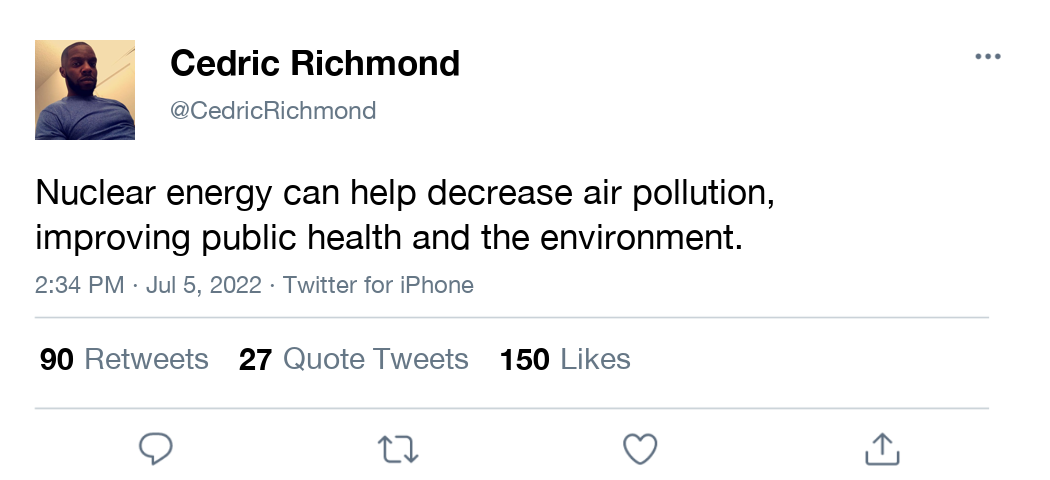 Cedric Richmond
@CedricRichmond
Nuclear energy can help decrease air pollution,
improving public health and the environment.
2:34 PM · Jul 5, 2022 · Twitter for iPhone
90 Retweets 27 Quote Tweets 150 Likes